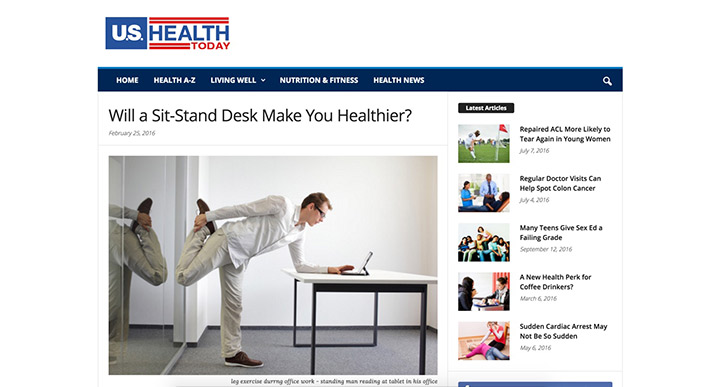 U.S. HEALTH
TODAY
HOME HEALTH A-Z LIVING WELL NUTRITION & FITNESS HEALTH NEWS
Will a Sit-Stand Desk Make You Healthier?
February 25, 2016
leg exercise durrng office work - standing man reading at tablet in his office
Latest Articles
Repaired ACL More Likely to
Tear Again in Young Women
July 7, 2016
Regular Doctor Visits Can
Help Spot Colon Cancer
July 4, 2016
Many Teens Give Sex Ed a
Failing Grade
September 12, 2016
A New Health Perk for
Coffee Drinkers?
March 6, 2016
Sudden Cardiac Arrest May
Not Be So Sudden
May 6, 2016